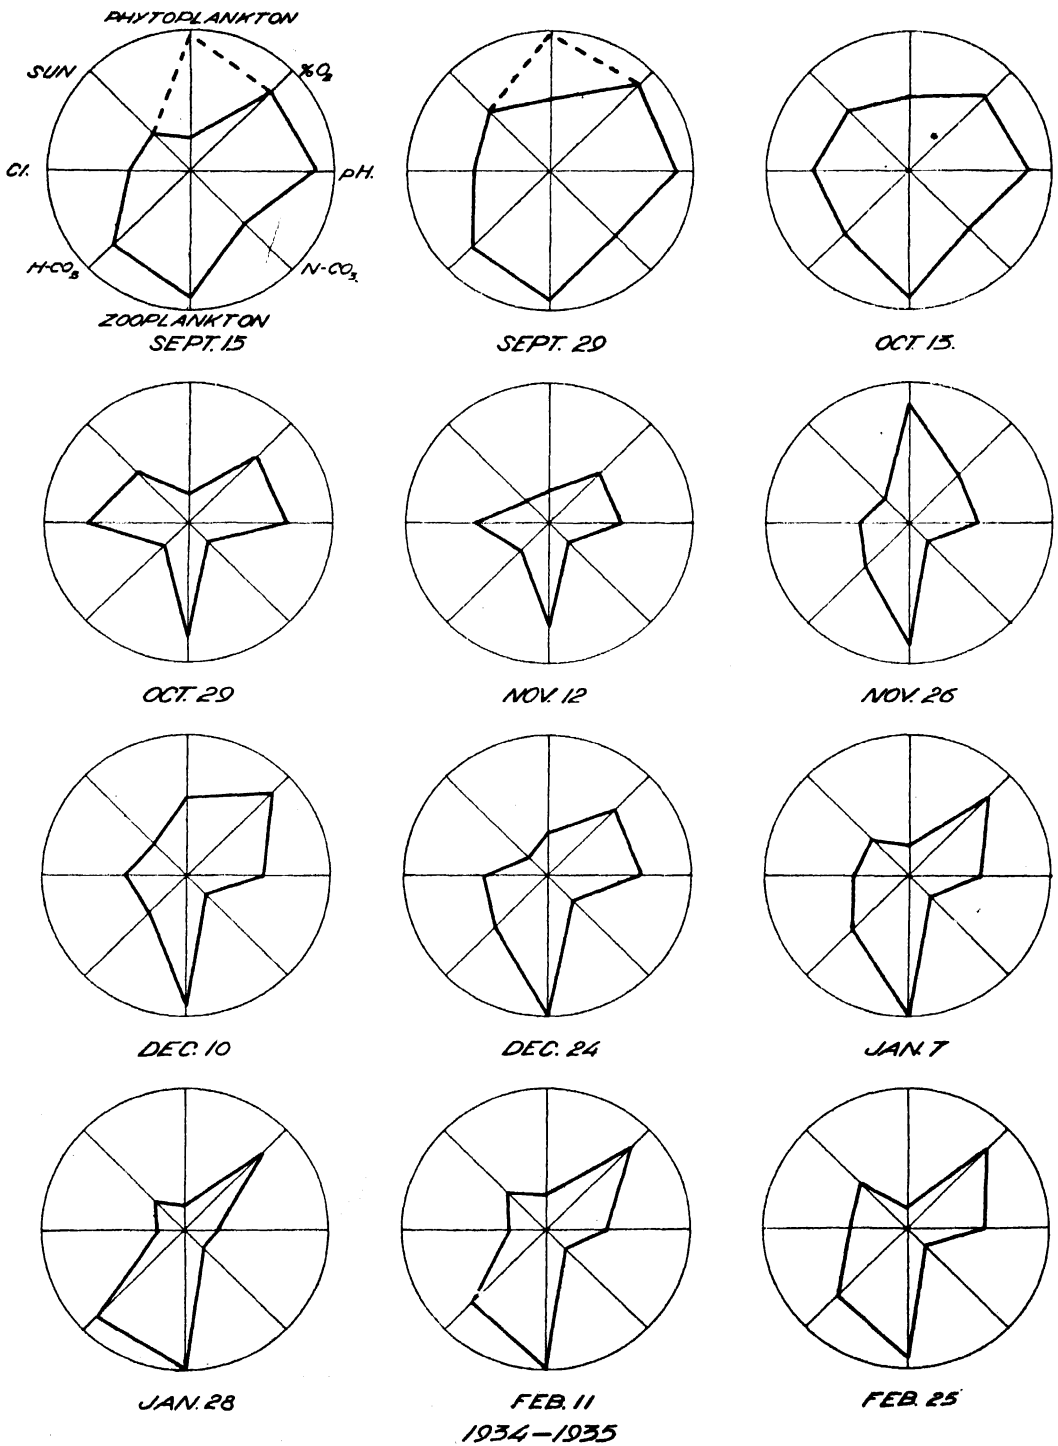 PHYTOPLANKTON
SUN
%O₂
Cl.
pH.
H-CO₃
N-CO₃.
ZOOPLANKTON
SEPT. 15
SEPT. 29
OCT 15.
OCT. 29
NOV. 12
NOV. 26
DEC. 10
DEC. 24
JAN. 7
JAN. 28
FEB. 11
FEB. 25
1934-1935